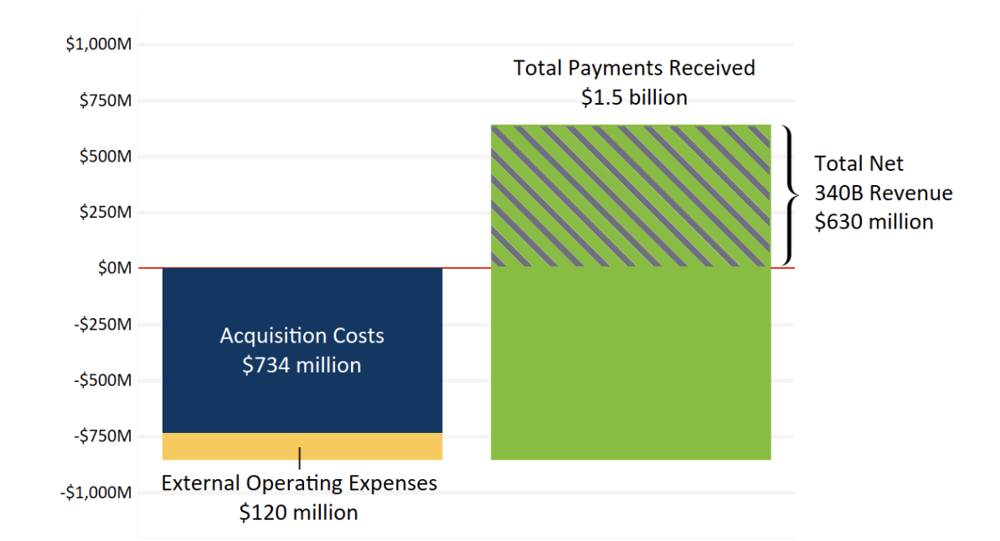 $1,000M
$750M
$500M
$250M
$0M
-$250M
-$500M
-$750M
-$1,000M
Acquisition Costs
$734 million
External Operating Expenses
$120 million
Total Payments Received
$1.5 billion
Total Net
340B Revenue
$630 million